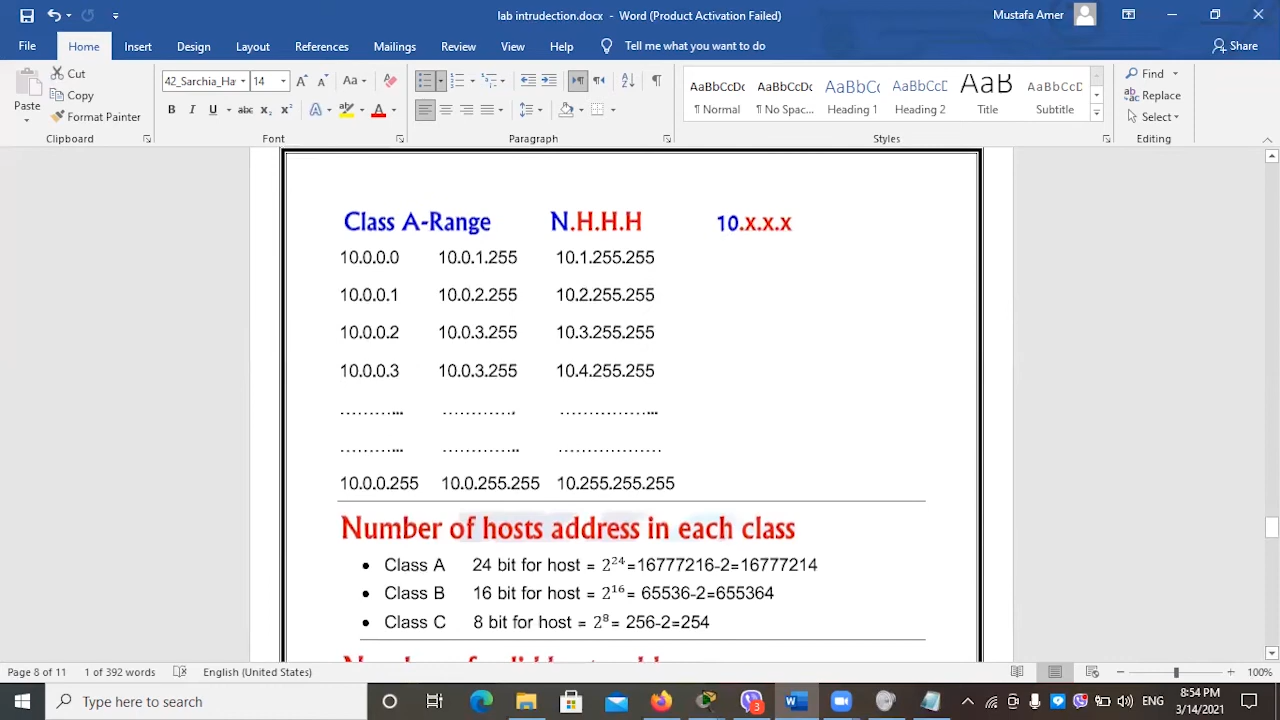 lab intrudection.docx - Word (Product Activation Failed)
Mustafa Amer
File Home Insert Design Layout References Mailings Review View Help Tell me what you want to do Share
Paste
Cut
Copy
Format Painter
Clipboard
42_Sarchia_Ha 14
Aa
B I U abc x₂ x² A A
Font
Paragraph
AaBbCcDc AaBbCcDc AaBbCc AaBbCcD AaB AaBbCcD
¶ Normal ¶ No Spac... Heading 1 Heading 2 Title Subtitle
Styles
Find
Replace
Select
Editing
Class A-Range N.H.H.H 10.x.x.x
10.0.0.0 10.0.1.255 10.1.255.255
10.0.0.1 10.0.2.255 10.2.255.255
10.0.0.2 10.0.3.255 10.3.255.255
10.0.0.3 10.0.3.255 10.4.255.255
............ ............. ..................
............ .............. ..................
10.0.0.255 10.0.255.255 10.255.255.255
Number of hosts address in each class
• Class A 24 bit for host = 2²⁴=16777216-2=16777214
• Class B 16 bit for host = 2¹⁶= 65536-2=655364
• Class C 8 bit for host = 2⁸= 256-2=254
Page 8 of 11 1 of 392 words English (United States) 100%
Type here to search
3
ENG
8:54 PM
3/14/2021